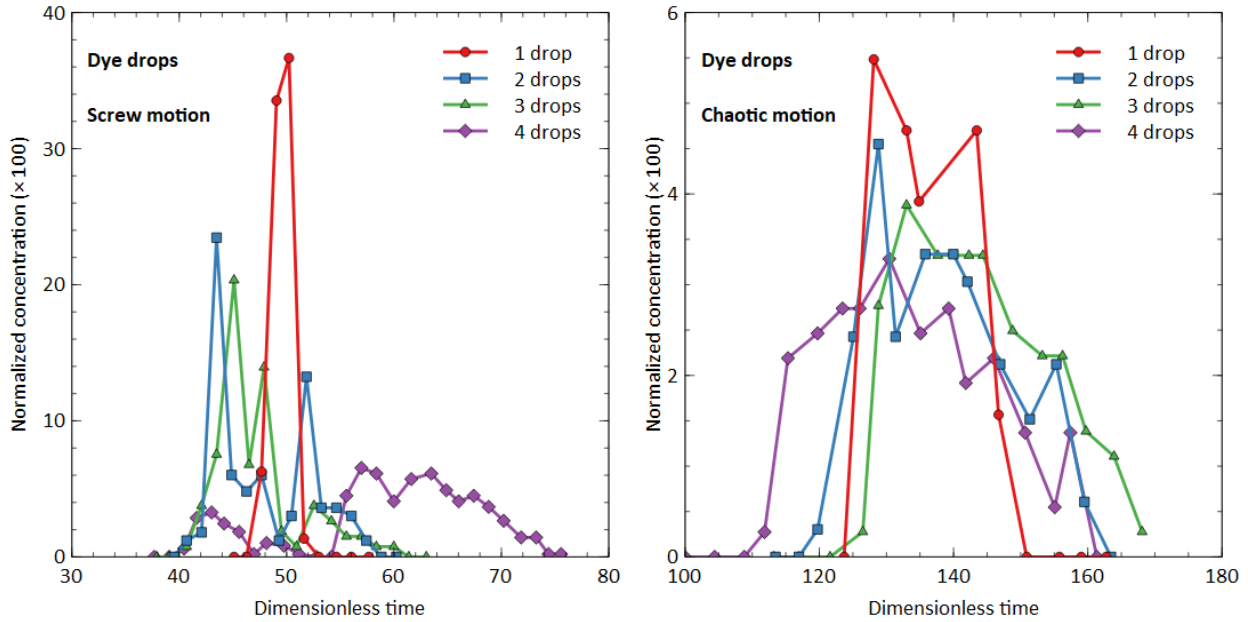 40
30
20
10
0
30
40
50
60
70
80
Normalized concentration (×100)
Dimensionless time
Dye drops
Screw motion
1 drop
2 drops
3 drops
4 drops
6
4
2
0
100
120
140
160
180
Normalized concentration (×100)
Dimensionless time
Dye drops
Chaotic motion
1 drop
2 drops
3 drops
4 drops